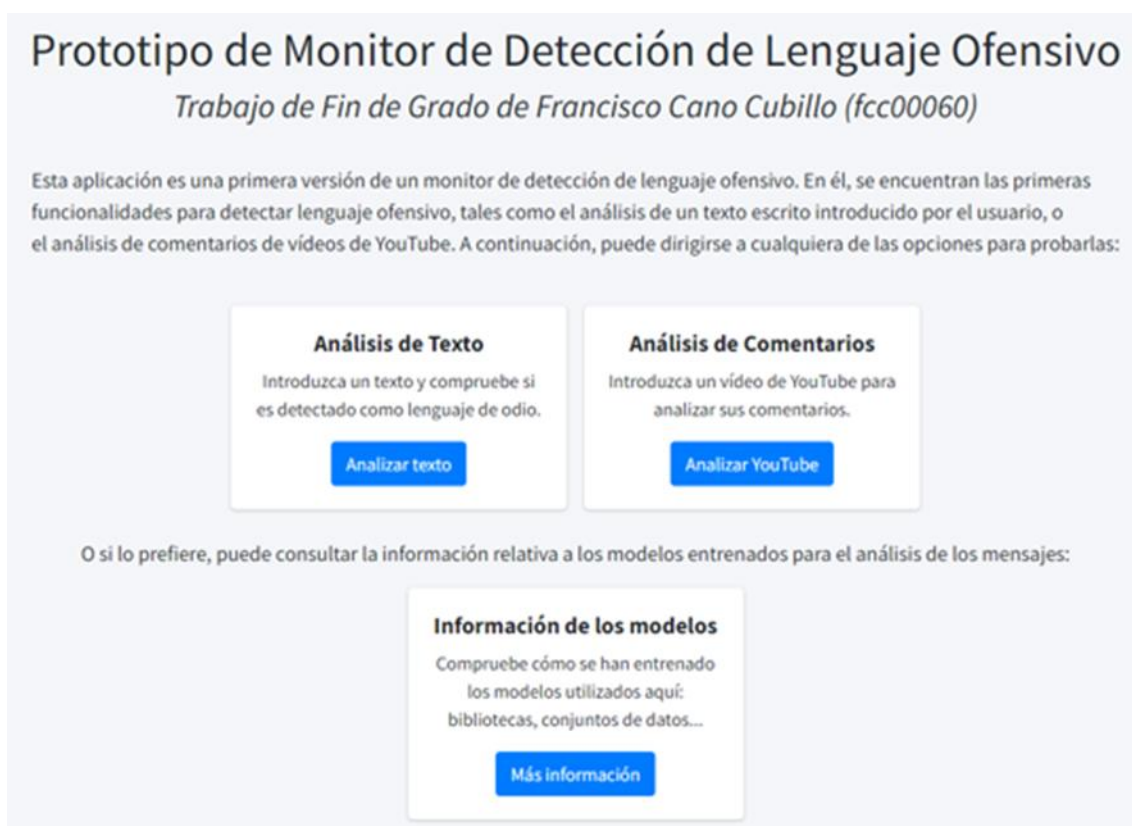 Prototipo de Monitor de Detección de Lenguaje Ofensivo
Trabajo de Fin de Grado de Francisco Cano Cubillo (fcc00060)
Esta aplicación es una primera versión de un monitor de detección de lenguaje ofensivo. En él, se encuentran las primeras
funcionalidades para detectar lenguaje ofensivo, tales como el análisis de un texto escrito introducido por el usuario, o
el análisis de comentarios de vídeos de YouTube. A continuación, puede dirigirse a cualquiera de las opciones para probarlas:
Análisis de Texto
Introduzca un texto y compruebe si
es detectado como lenguaje de odio.
Analizar texto
Análisis de Comentarios
Introduzca un vídeo de YouTube para
analizar sus comentarios.
Analizar YouTube
O si lo prefiere, puede consultar la información relativa a los modelos entrenados para el análisis de los mensajes:
Información de los modelos
Compruebe cómo se han entrenado
los modelos utilizados aquí:
bibliotecas, conjuntos de datos...
Más información